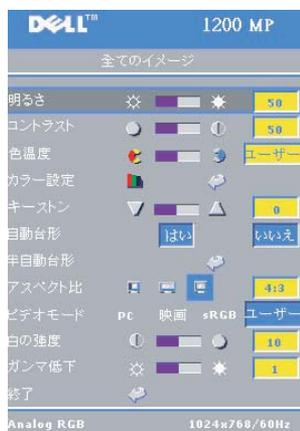 DELL™ 1200 MP
全てのイメージ
明るさ 50
コントラスト 50
色温度 ユーザー
カラー設定
キーストン 0
自動台形 はい いいえ
半自動台形
アスペクト比 4:3
ビデオモード PC 映画 sRGB ユーザー
白の強度 10
ガンマ低下 1
終了
Analog RGB 1024x768/60Hz